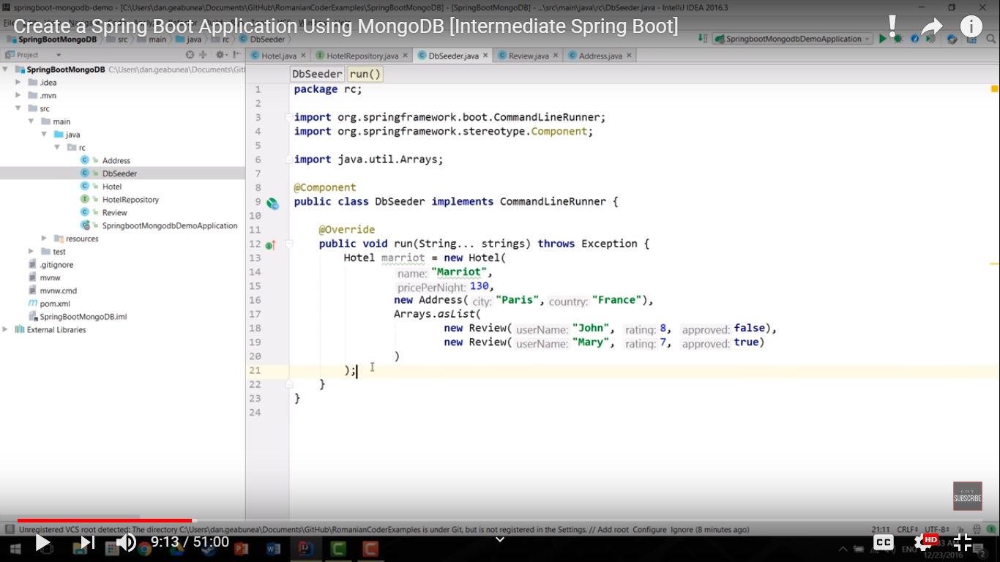 springboot-mongodb-demo - [C:\Users\dan.geabunea\Documents\GitHub\RomanianCoderExamples\SpringBootMongoDB] - [SpringBootMongoDB] - ...\src\main\java\rc\DbSeeder.java - IntelliJ IDEA 2016.3
Create a Spring Boot Application Using MongoDB [Intermediate Spring Boot]
SpringBootMongoDB src main java rc DbSeeder
SpringbootMongodbDemoApplication
Project
Hotel.java HotelRepository.java DbSeeder.java Review.java Address.java
SpringBootMongoDB C:\Users\dan.geabunea\Documents\Git
.idea
.mvn
src
main
java
rc
Address
DbSeeder
Hotel
HotelRepository
Review
SpringbootMongodbDemoApplication
resources
test
.gitignore
mvnw
mvnw.cmd
pom.xml
SpringBootMongoDB.iml
External Libraries
DbSeeder run()
1 package rc;
2
3 import org.springframework.boot.CommandLineRunner;
4 import org.springframework.stereotype.Component;
5
6 import java.util.Arrays;
7
8 @Component
9 public class DbSeeder implements CommandLineRunner {
10
11 @Override
12 public void run(String... strings) throws Exception {
13 Hotel marriot = new Hotel(
14 name: "Marriot",
15 pricePerNight: 130,
16 new Address( city: "Paris", country: "France"),
17 Arrays.asList(
18 new Review( userName: "John", rating: 8, approved: false),
19 new Review( userName: "Mary", rating: 7, approved: true)
20 )
21 );
22 }
23 }
24
SUBSCRIBE
Unregistered VCS root detected: The directory C:\Users\dan.geabunea\Documents\GitHub\RomanianCoderExamples is under Git, but is not registered in the Settings. // Add root Configure Ignore (8 minutes ago)
21:11 CRLF÷ UTF-8÷
9:13 / 51:00
CC
HD
ENG
12/23/2016